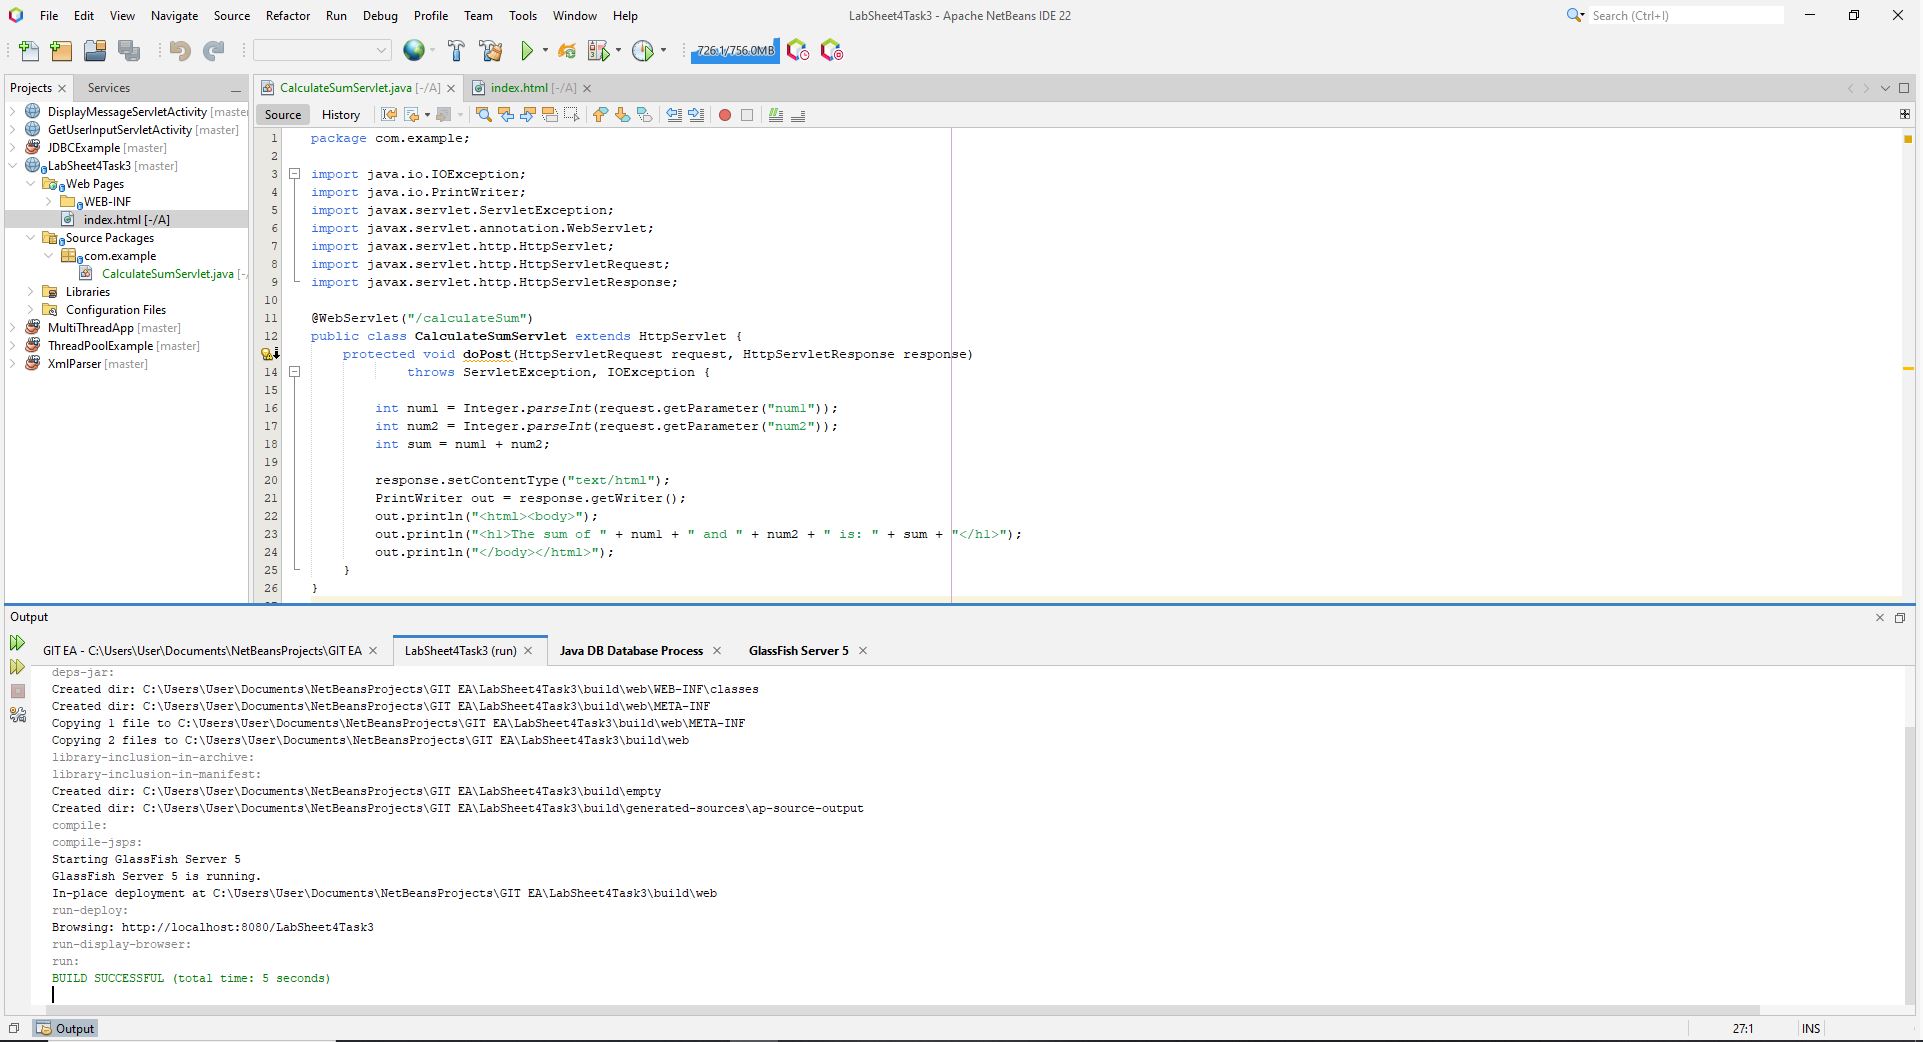 File Edit View Navigate Source Refactor Run Debug Profile Team Tools Window Help
LabSheet4Task3 - Apache NetBeans IDE 22
Search (Ctrl+I)
726.1/756.0MB
Projects
Services
DisplayMessageServletActivity [master
GetUserInputServletActivity [master]
JDBCExample [master]
LabSheet4Task3 [master]
Web Pages
WEB-INF
index.html [-/A]
Source Packages
com.example
CalculateSumServlet.java [-/
Libraries
Configuration Files
MultiThreadApp [master]
ThreadPoolExample [master]
XmlParser [master]
CalculateSumServlet.java [-/A]
index.html [-/A]
Source
History
1 package com.example;
2
3 import java.io.IOException;
4 import java.io.PrintWriter;
5 import javax.servlet.ServletException;
6 import javax.servlet.annotation.WebServlet;
7 import javax.servlet.http.HttpServlet;
8 import javax.servlet.http.HttpServletRequest;
9 import javax.servlet.http.HttpServletResponse;
10
11 @WebServlet("/calculateSum")
12 public class CalculateSumServlet extends HttpServlet {
protected void doPost(HttpServletRequest request, HttpServletResponse response)
14 throws ServletException, IOException {
15
16 int num1 = Integer.parseInt(request.getParameter("num1"));
17 int num2 = Integer.parseInt(request.getParameter("num2"));
18 int sum = num1 + num2;
19
20 response.setContentType("text/html");
21 PrintWriter out = response.getWriter();
22 out.println("<html><body>");
23 out.println("<h1>The sum of " + num1 + " and " + num2 + " is: " + sum + "</h1>");
24 out.println("</body></html>");
25 }
26 }
Output
GIT EA - C:\Users\User\Documents\NetBeansProjects\GIT EA
LabSheet4Task3 (run)
Java DB Database Process
GlassFish Server 5
deps-jar:
Created dir: C:\Users\User\Documents\NetBeansProjects\GIT EA\LabSheet4Task3\build\web\WEB-INF\classes
Created dir: C:\Users\User\Documents\NetBeansProjects\GIT EA\LabSheet4Task3\build\web\META-INF
Copying 1 file to C:\Users\User\Documents\NetBeansProjects\GIT EA\LabSheet4Task3\build\web\META-INF
Copying 2 files to C:\Users\User\Documents\NetBeansProjects\GIT EA\LabSheet4Task3\build\web
library-inclusion-in-archive:
library-inclusion-in-manifest:
Created dir: C:\Users\User\Documents\NetBeansProjects\GIT EA\LabSheet4Task3\build\empty
Created dir: C:\Users\User\Documents\NetBeansProjects\GIT EA\LabSheet4Task3\build\generated-sources\ap-source-output
compile:
compile-jsps:
Starting GlassFish Server 5
GlassFish Server 5 is running.
In-place deployment at C:\Users\User\Documents\NetBeansProjects\GIT EA\LabSheet4Task3\build\web
run-deploy:
Browsing: http://localhost:8080/LabSheet4Task3
run-display-browser:
run:
BUILD SUCCESSFUL (total time: 5 seconds)
Output
27:1
INS